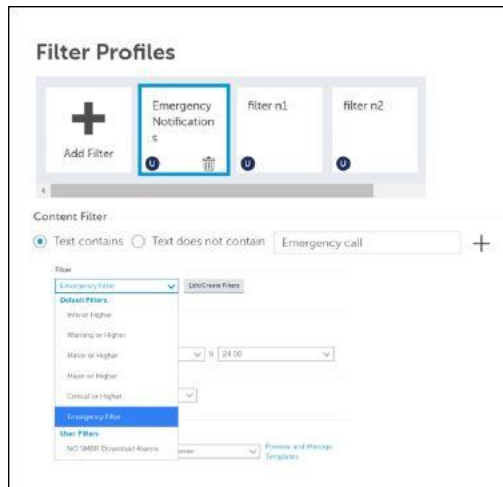 Filter Profiles
Emergency
Notification
s
filter n1
filter n2
Add Filter
U
U
U
Content Filter
Text contains
Text does not contain
Emergency call
Filter
Emergency Filter
Edit/Create Filters
Default Filters
Info or Higher
Warning or Higher
Minor or Higher
to 24:00
Major or Higher
Critical or Higher
Emergency Filter
User Filters
NO SMDR Download Alarms
Preview and Manage
Templates